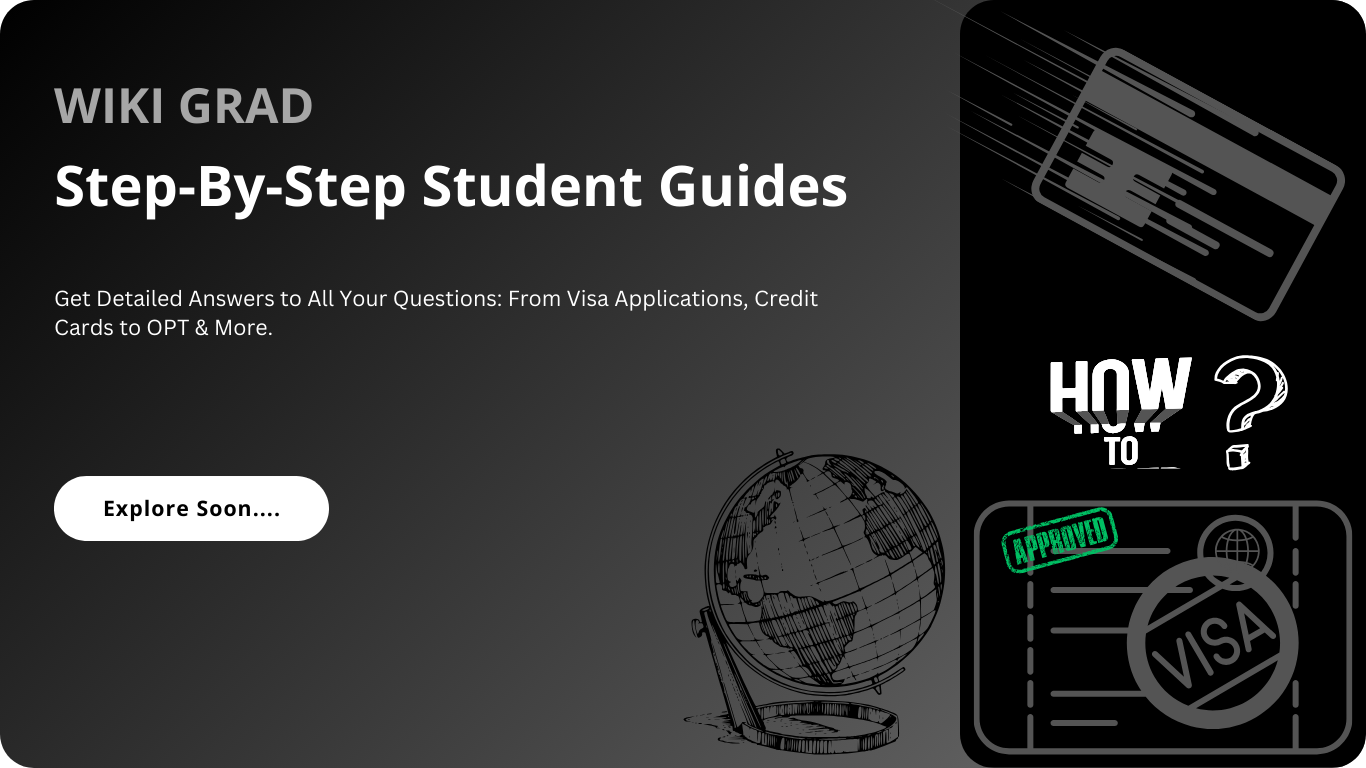 WIKI GRAD
Step-By-Step Student Guides
Get Detailed Answers to All Your Questions: From Visa Applications, Credit
Cards to OPT & More.
Explore Soon....
HOW
TO
?
APPROVED
VISA